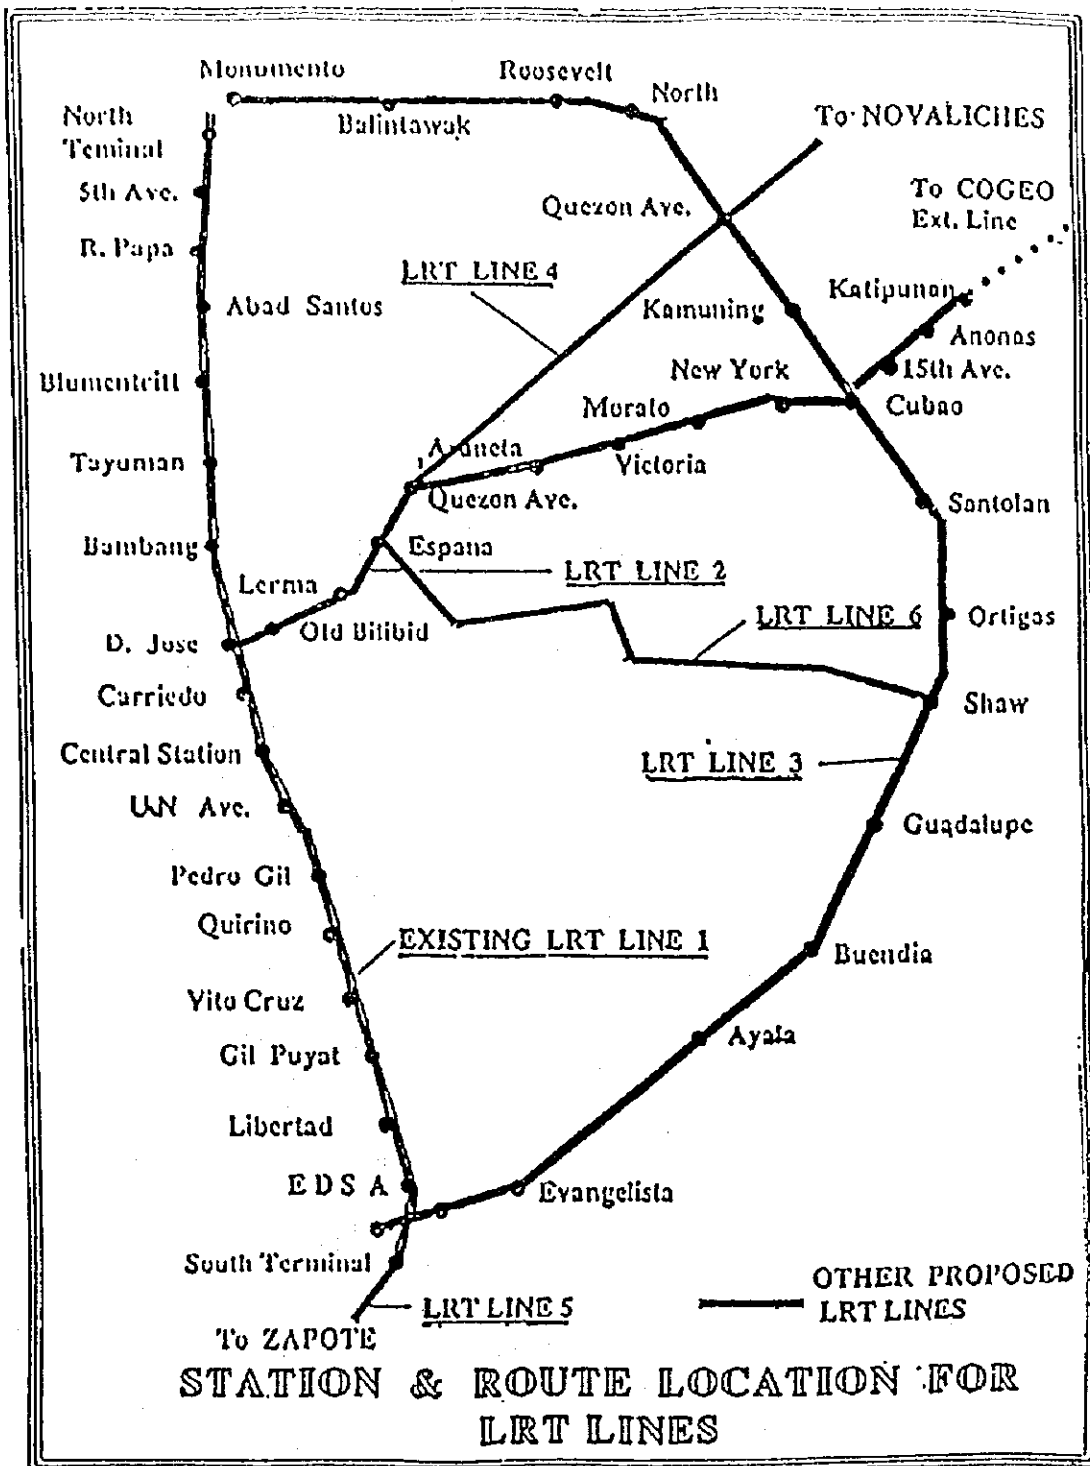 Monumento
Roosevelt
North
Balintawak
To NOVALICHES
North
Teminal
5th Ave.
To COGEO
Ext. Line
Quezon Ave.
R. Papa
LRT LINE 4
Katipunan
Abad Santos
Kamuning
Anonas
New York
15th Ave.
Blumentritt
Morato
Cubao
Araneta
Tayuman
Victoria
Quezon Ave.
Santolan
Bambang
Espana
LRT LINE 2
Lerma
LRT LINE 6
Ortigas
Old Bilibid
D. Jose
Carriedo
Shaw
Central Station
LRT LINE 3
UN Ave.
Guadalupe
Pedro Gil
Quirino
EXISTING LRT LINE 1
Buendia
Vito Cruz
Ayala
Gil Puyat
Libertad
EDSA
Evangelista
South Terminal
OTHER PROPOSED
LRT LINES
LRT LINE 5
To ZAPOTE
STATION & ROUTE LOCATION FOR
LRT LINES